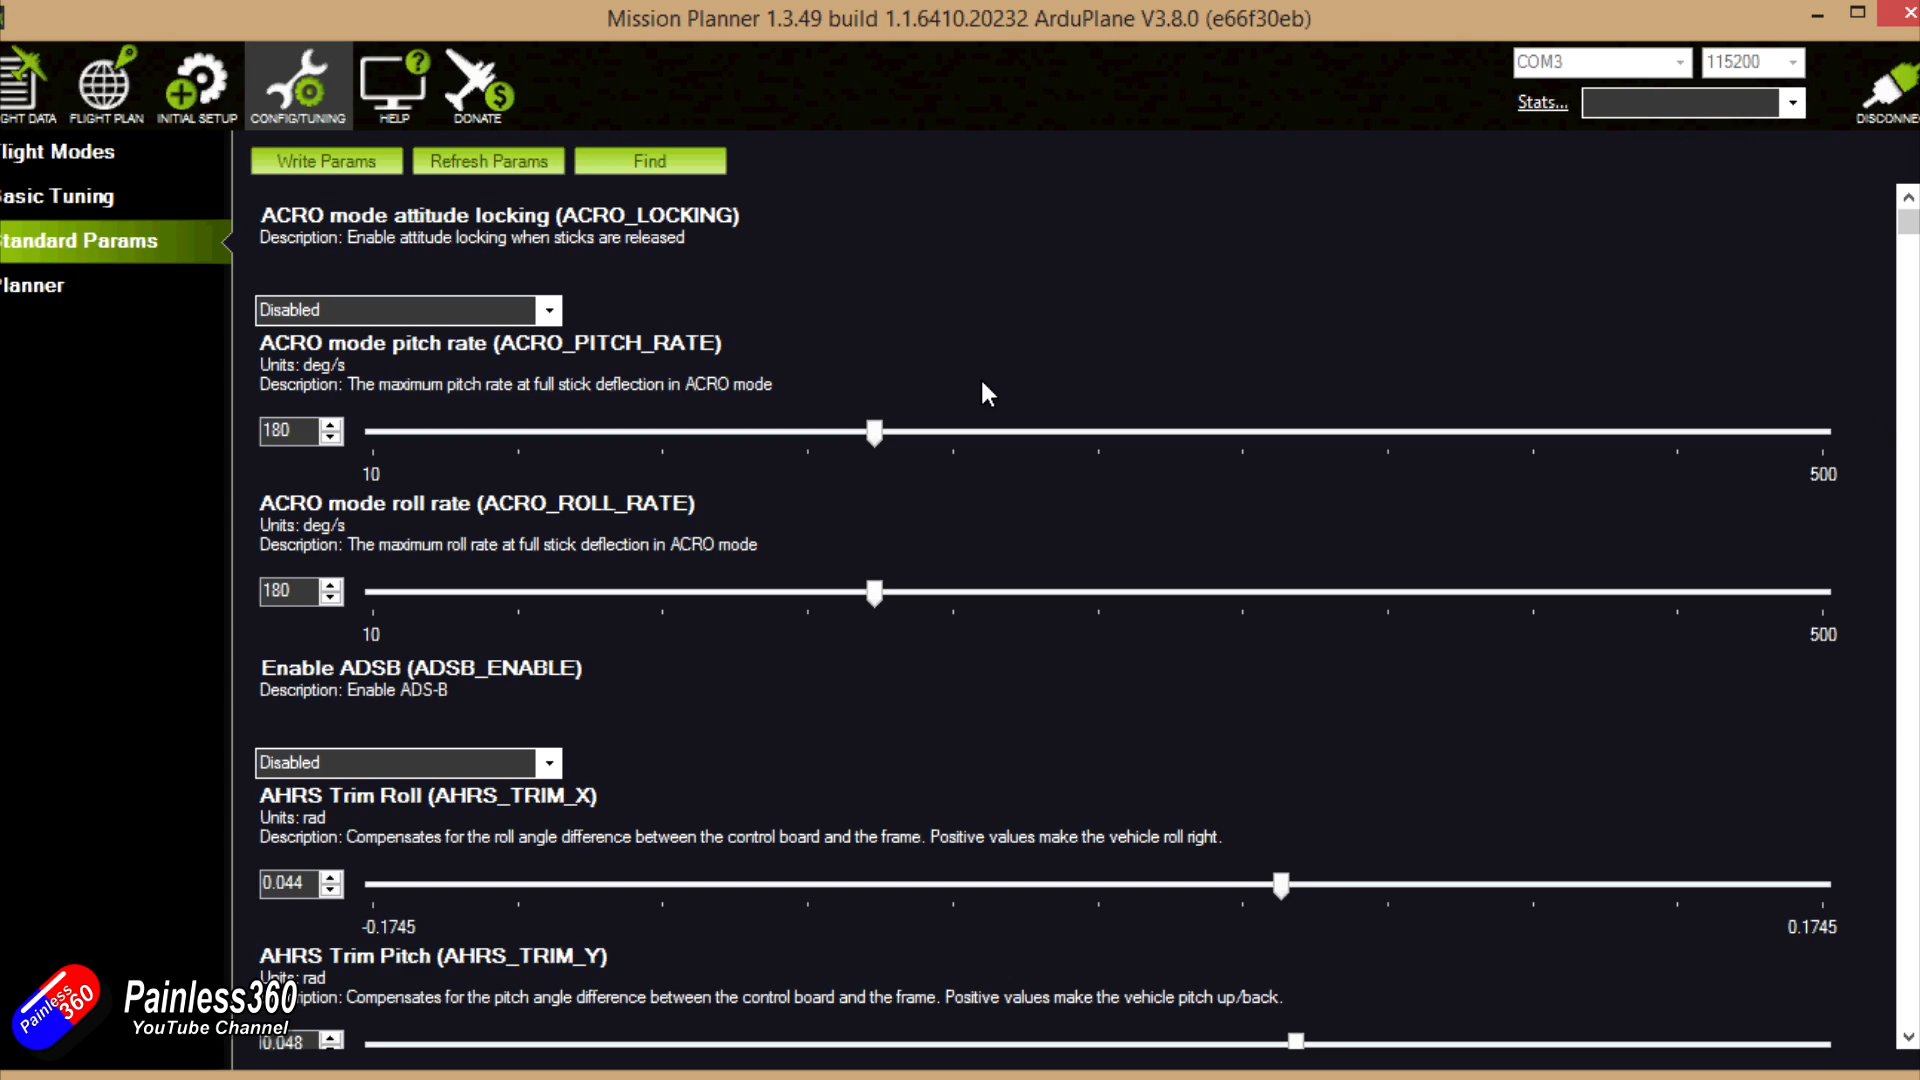 Mission Planner 1.3.49 build 1.1.6410.20232 ArduPlane V3.8.0 (e66f30eb)
COM3
115200
GHT DATA
FLIGHT PLAN
INITIAL SETUP
CONFIG/TUNING
HELP
DONATE
Stats...
DISCONNE
light Modes
asic Tuning
tandard Params
lanner
Write Params
Refresh Params
Find
ACRO mode attitude locking (ACRO_LOCKING)
Description: Enable attitude locking when sticks are released
Disabled
ACRO mode pitch rate (ACRO_PITCH_RATE)
Units: deg/s
Description: The maximum pitch rate at full stick deflection in ACRO mode
180
10
500
ACRO mode roll rate (ACRO_ROLL_RATE)
Units: deg/s
Description: The maximum roll rate at full stick deflection in ACRO mode
180
10
500
Enable ADSB (ADSB_ENABLE)
Description: Enable ADS-B
Disabled
AHRS Trim Roll (AHRS_TRIM_X)
Units: rad
Description: Compensates for the roll angle difference between the control board and the frame. Positive values make the vehicle roll right.
0.044
-0.1745
0.1745
AHRS Trim Pitch (AHRS_TRIM_Y)
Units: rad
ription: Compensates for the pitch angle difference between the control board and the frame. Positive values make the vehicle pitch up/back.
0.048
Painless360
YouTube Channel
Painless
360